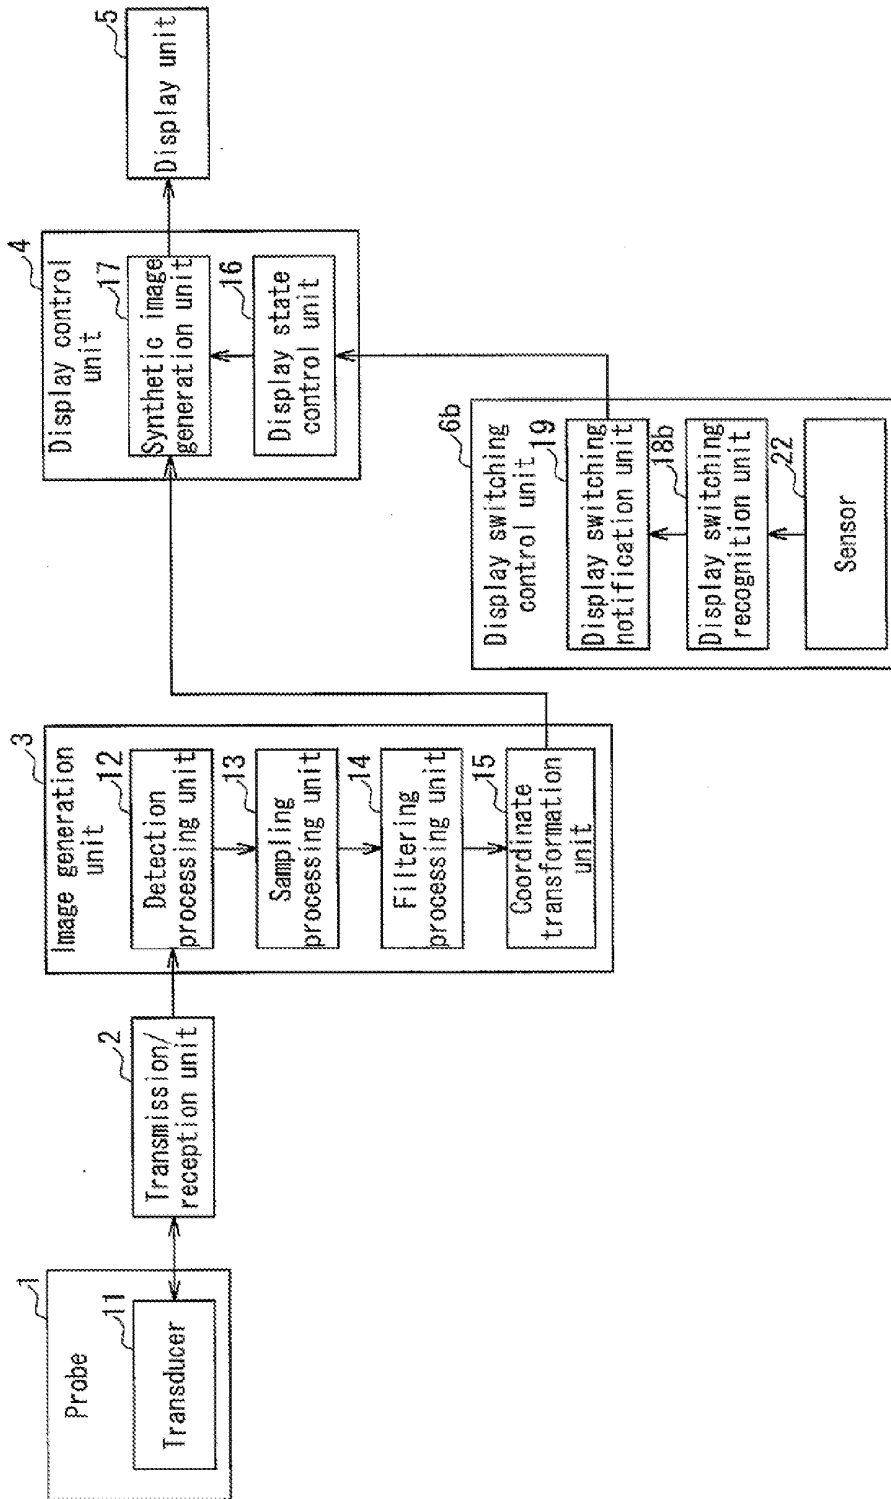 1
Probe
11
Transducer
2
Transmission/
reception unit
3
Image generation
unit
12
Detection
processing unit
13
Sampling
processing unit
14
Filtering
processing unit
15
Coordinate
transformation
unit
4
Display control
unit
17
Synthetic image
generation unit
16
Display state
control unit
5
Display unit
6b
Display switching
control unit
19
Display switching
notification unit
18b
Display switching
recognition unit
22
Sensor